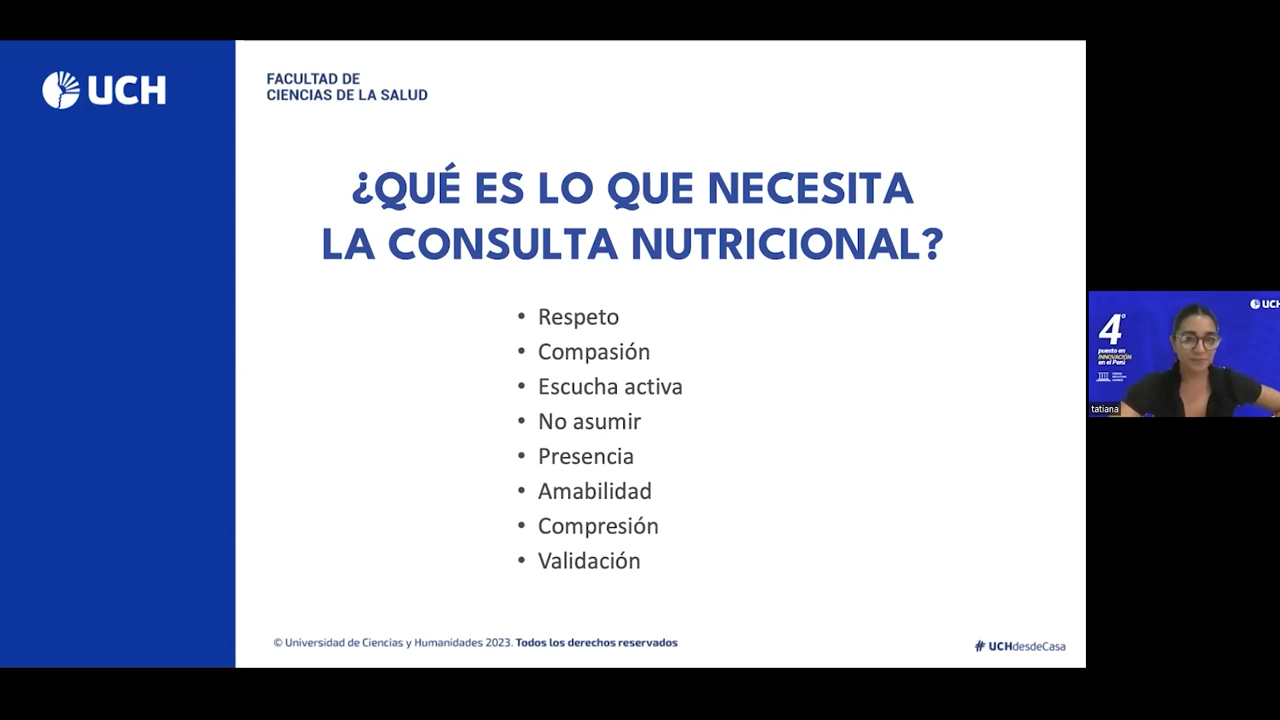 UCH
FACULTAD DE
CIENCIAS DE LA SALUD
¿QUÉ ES LO QUE NECESITA
LA CONSULTA NUTRICIONAL?
• Respeto
• Compasión
• Escucha activa
• No asumir
• Presencia
• Amabilidad
• Compresión
• Validación
© Universidad de Ciencias y Humanidades 2023. Todos los derechos reservados
# UCHdesdeCasa
UCH
4°
puesto en
INNOVACIÓN
en el Perú
tatiana